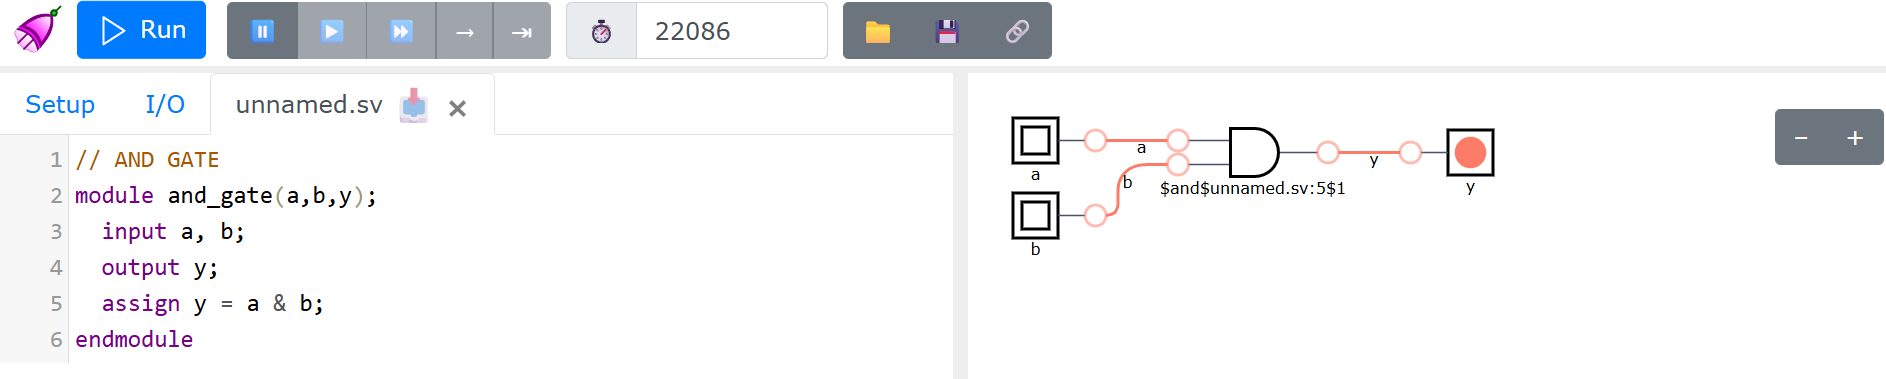 Run
22086
Setup I/O unnamed.sv
1 // AND GATE
2 module and_gate(a,b,y);
3 input a, b;
4 output y;
5 assign y = a & b;
6 endmodule
a
a
b
b
$and$unnamed.sv:5$1
y
y
− +